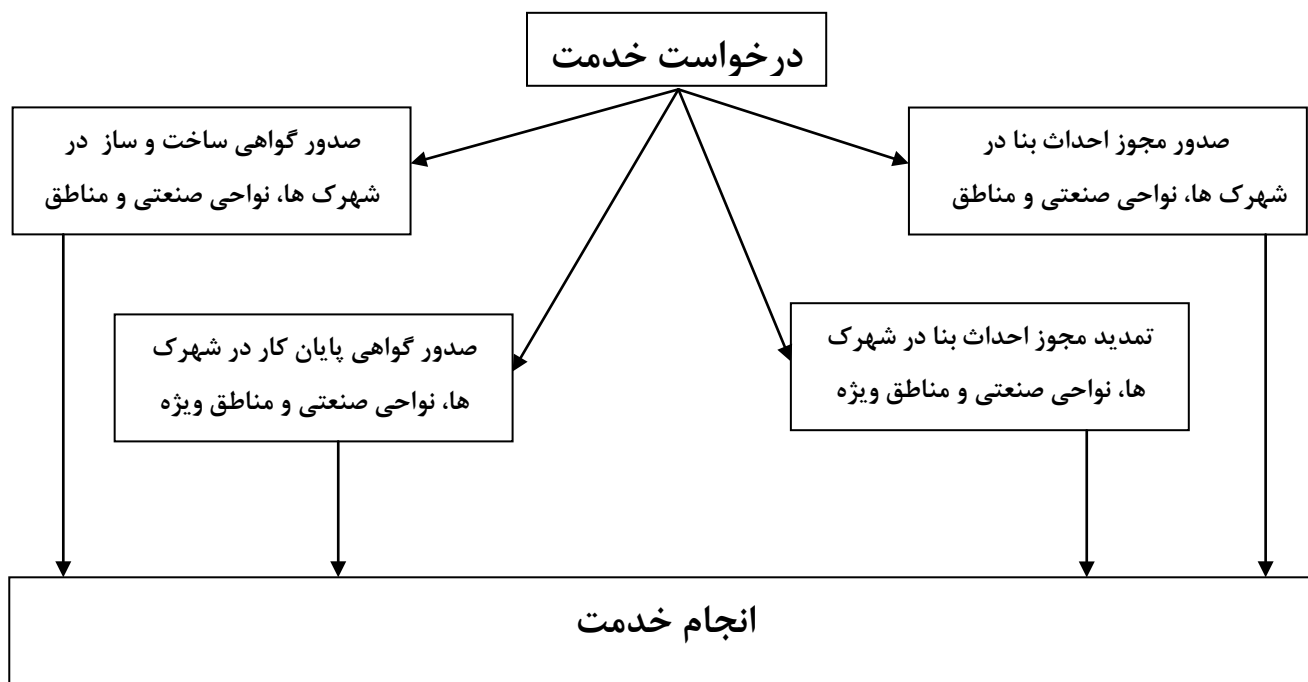 درخواست خدمت
صدور مجوز احداث بنا در
شهرک ها، نواحی صنعتی و مناطق
صدور گواهی ساخت و ساز در
شهرک ها، نواحی صنعتی و مناطق
تمدید مجوز احداث بنا در شهرک
ها، نواحی صنعتی و مناطق ویژه
صدور گواهی پایان کار در شهرک
ها، نواحی صنعتی و مناطق ویژه
انجام خدمت